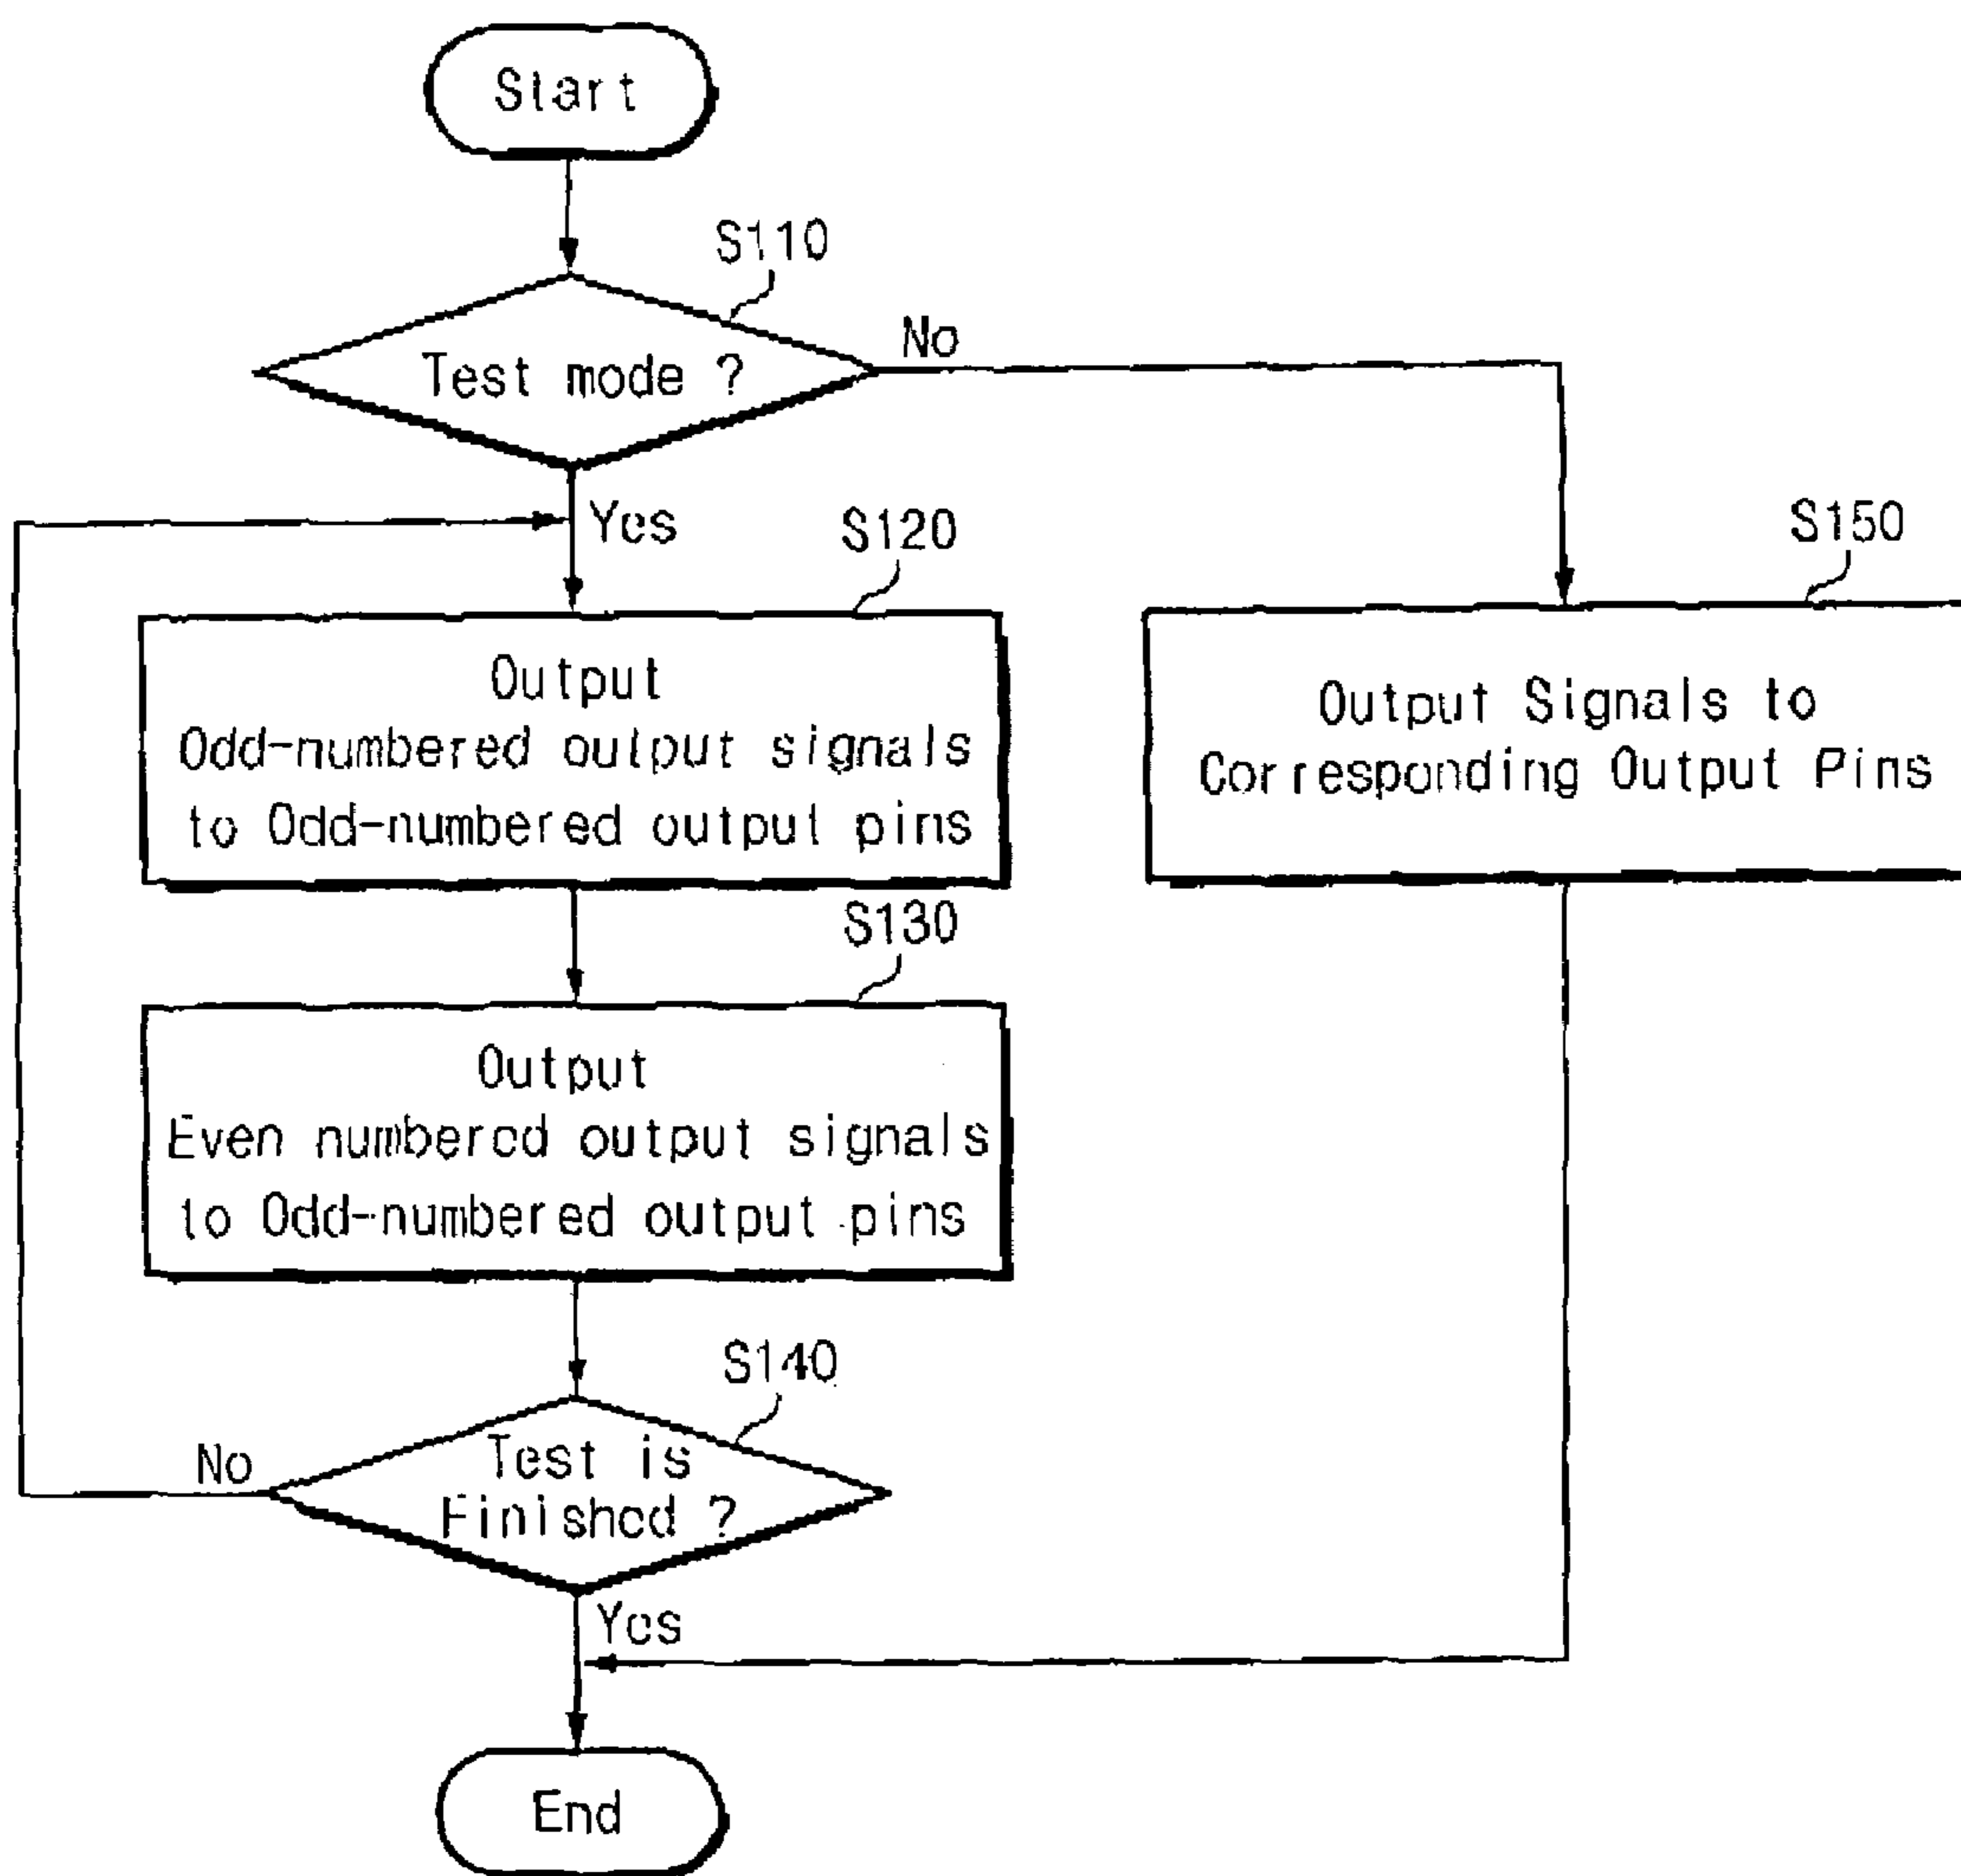 Start
S110
Test mode ?
No
Yes
S120
Output
Odd-numbered output signals
to Odd-numbered output pins
S150
Output Signals to
Corresponding Output Pins
S130
Output
Even numbered output signals
to Odd-numbered output pins
S140
Test is
Finished ?
No
Yes
End